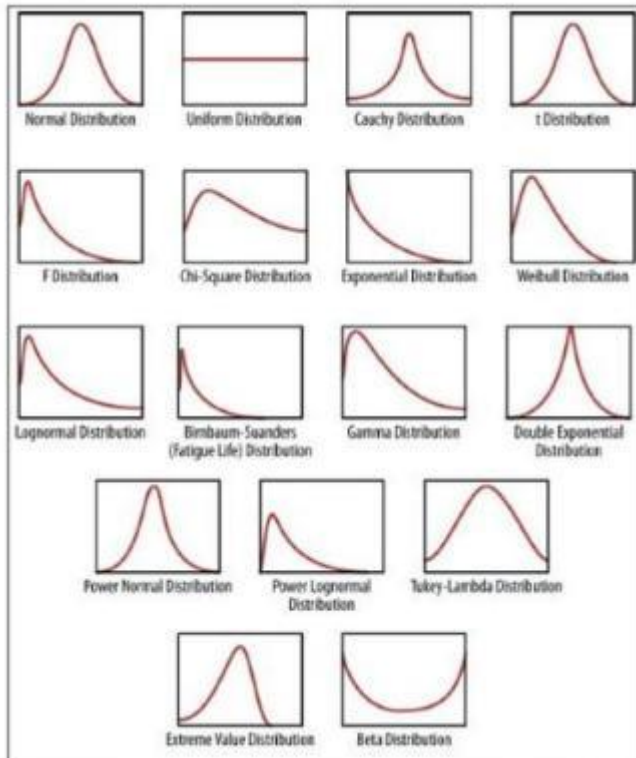 Normal Distribution
Uniform Distribution
Cauchy Distribution
t Distribution
F Distribution
Chi-Square Distribution
Exponential Distribution
Weibull Distribution
Lognormal Distribution
Birnbaum-Suanders
(Fatigue Life) Distribution
Gamma Distribution
Double Exponential
Distribution
Power Normal Distribution
Power Lognormal
Distribution
Tukey-Lambda Distribution
Extreme Value Distribution
Beta Distribution